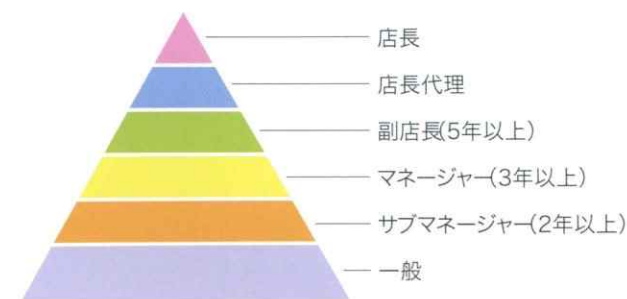 店長
店長代理
副店長(5年以上)
マネージャー(3年以上)
サブマネージャー(2年以上)
一般